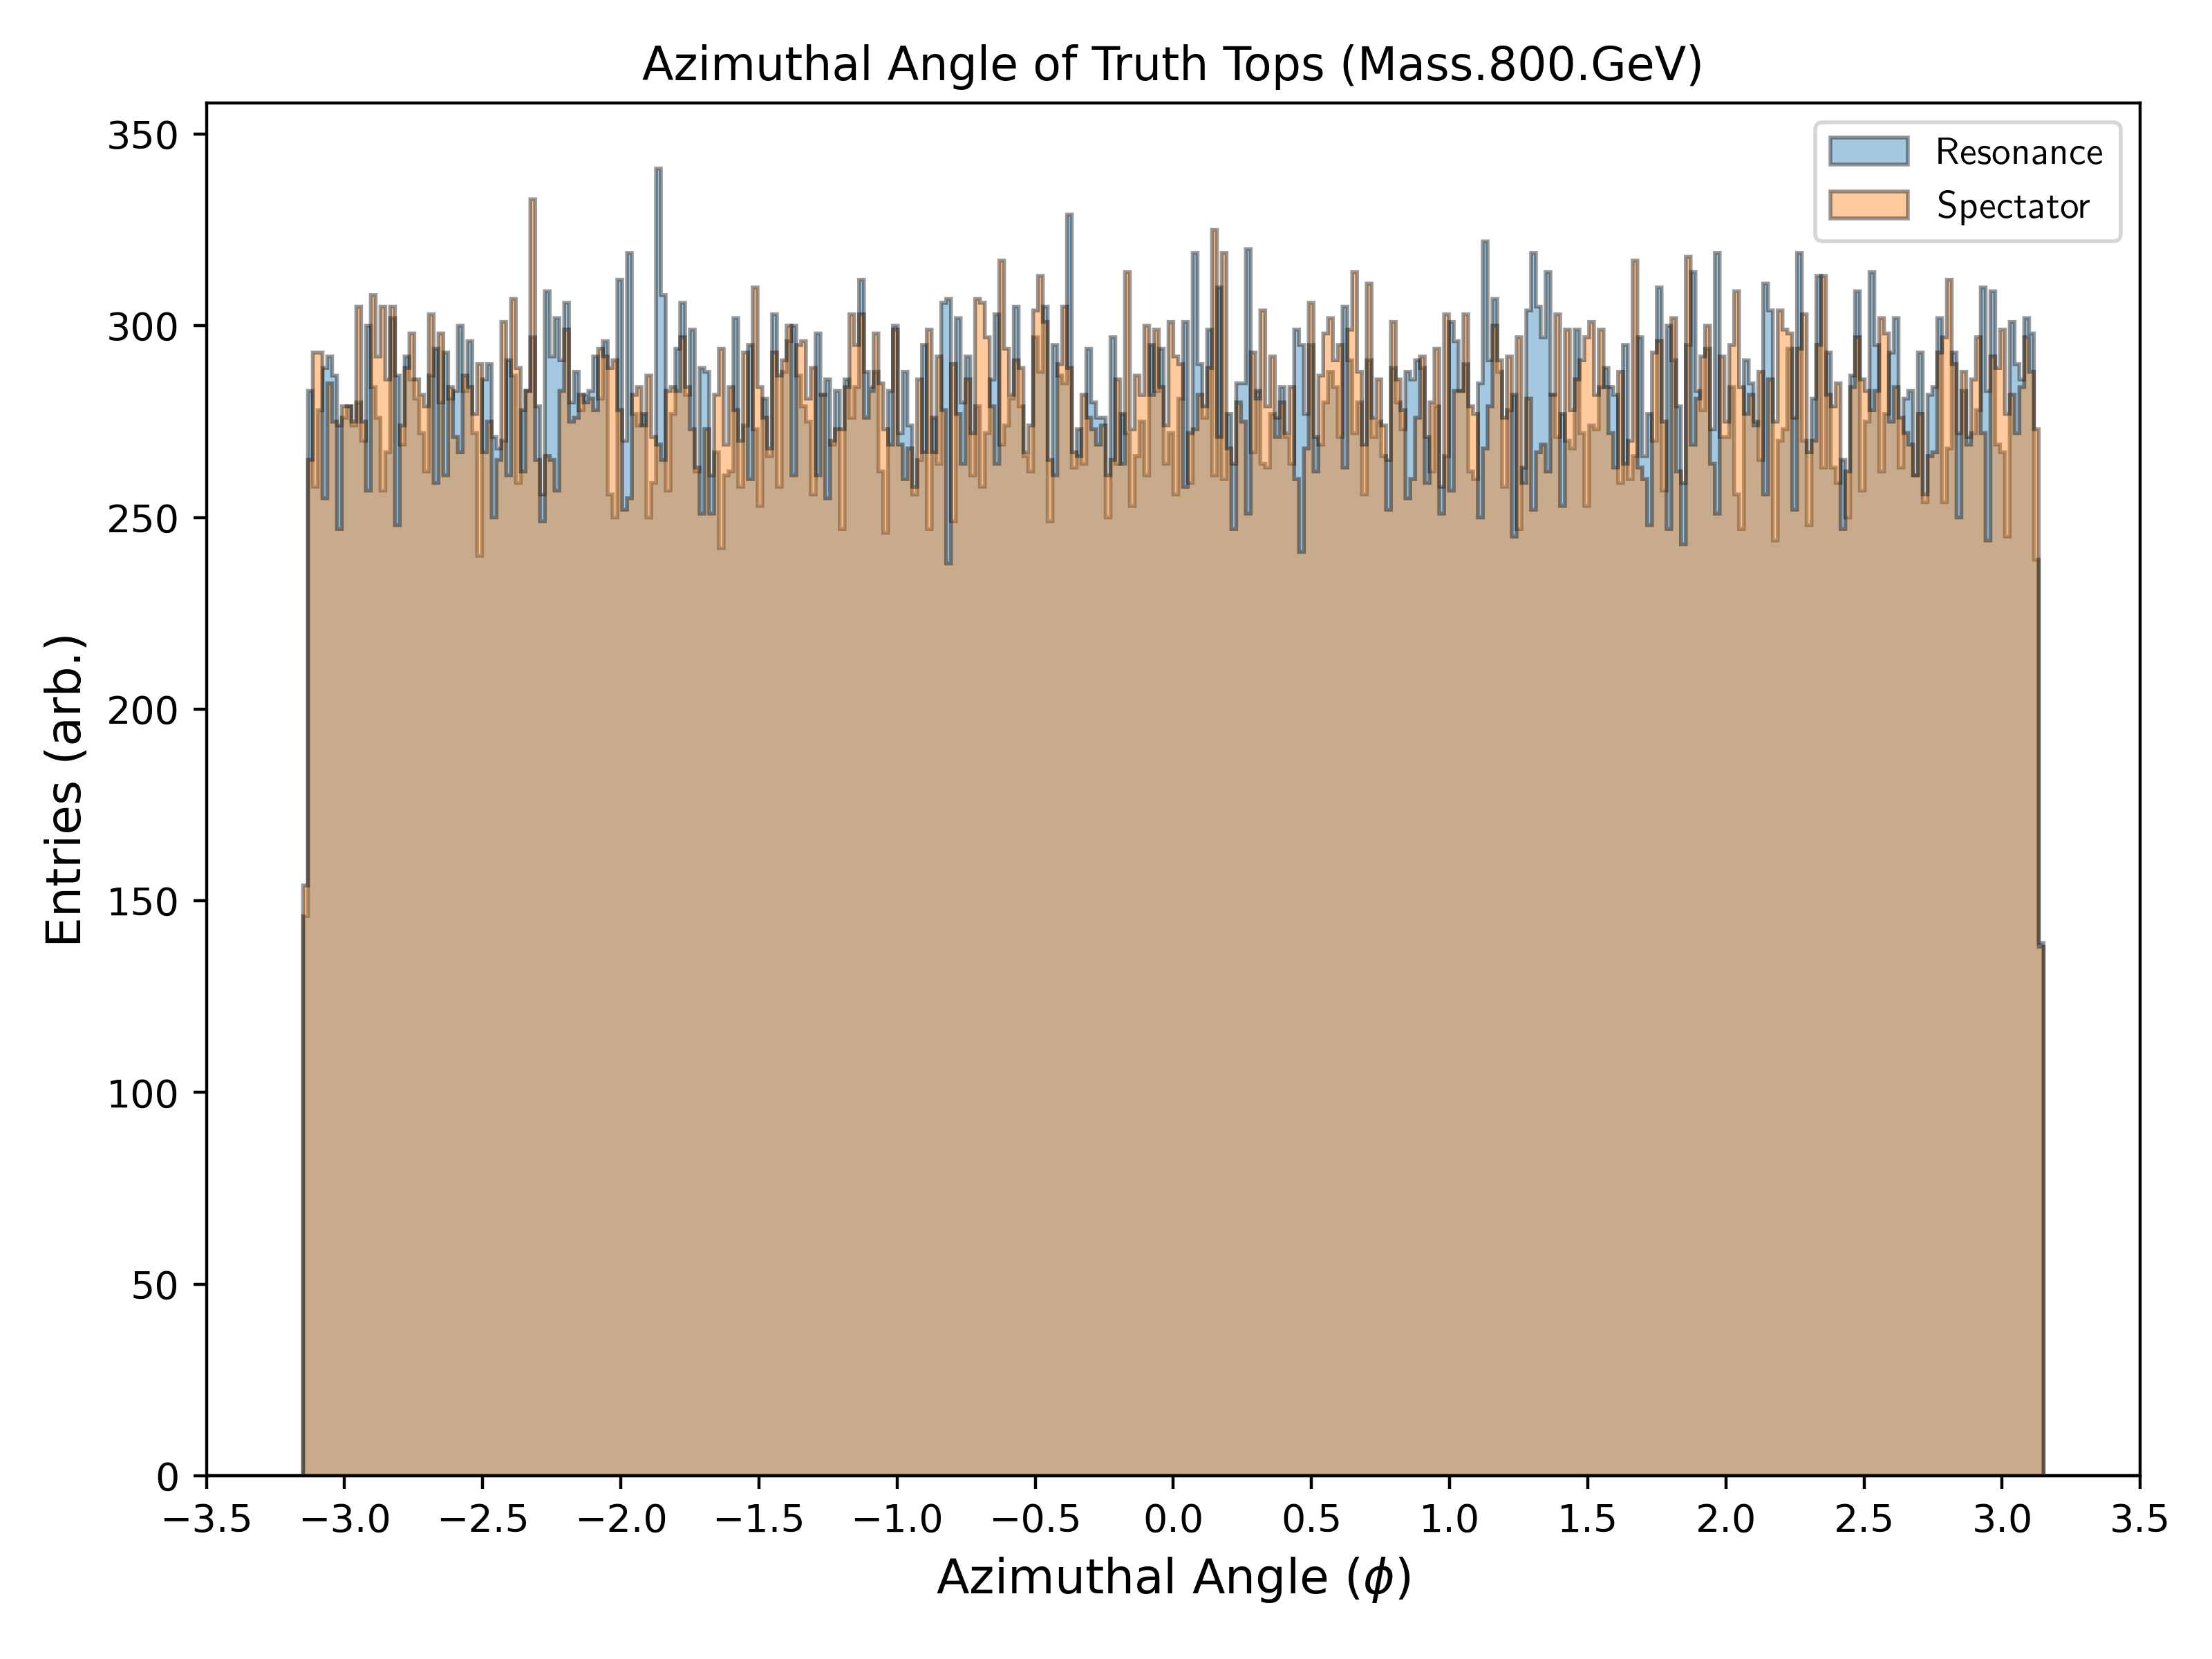 Azimuthal Angle of Truth Tops (Mass.800.GeV)
Resonance
Spectator
350
300
250
200
150
100
50
0
Entries (arb.)
−3.5 −3.0 −2.5 −2.0 −1.5 −1.0 −0.5 0.0 0.5 1.0 1.5 2.0 2.5 3.0 3.5
Azimuthal Angle (ϕ)